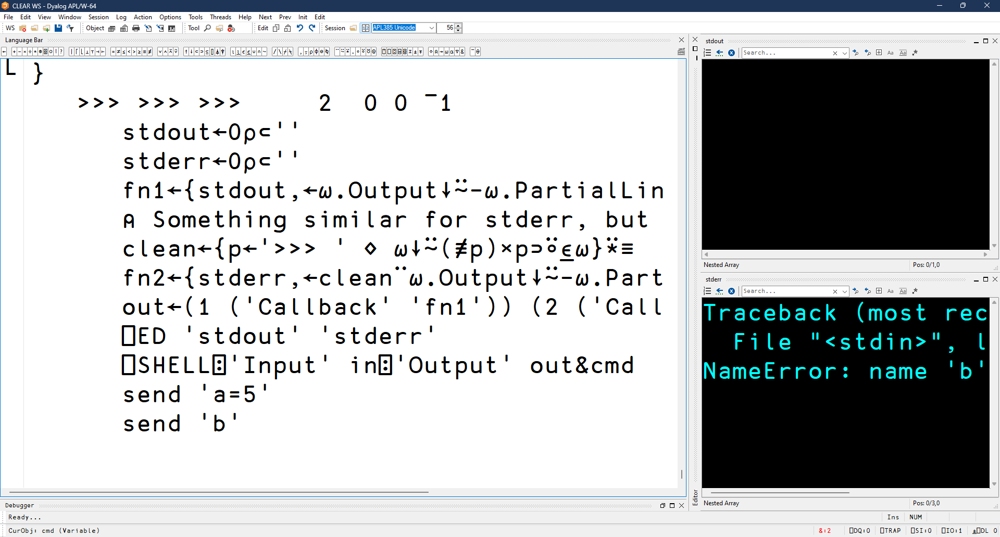 CLEAR WS - Dyalog APL/W-64
File Edit View Window Session Log Action Options Tools Threads Help Next Prev Init Edit
WS Object Tool Edit Session APL385 Unicode 56
Language Bar
}
>>> >>> >>> 2 0 0 ¯1
stdout←0⍴⊂''
stderr←0⍴⊂''
fn1←{stdout,←⍵.Output↓⍨-⍵.PartialLin
⍝ Something similar for stderr, but
clean←{p←'>>> ' ⋄ ⍵↓⍨(≢p)×p⊃⍥⍷⍵}⍣≡
fn2←{stderr,←clean¨⍵.Output↓⍨-⍵.Part
out←(1 ('Callback' 'fn1')) (2 ('Call
⎕ED 'stdout' 'stderr'
⎕SHELL⍠'Input' in⍠'Output' out&cmd
send 'a=5'
send 'b'
Debugger
Ready...
CurObj: cmd (Variable)
Editor
stdout
Search...
Nested Array Pos: 0/1,0
stderr
Search...
Traceback (most rec
File "<stdin>", l
NameError: name 'b'
Nested Array Pos: 0/3,0
Ins NUM
&:2 ⎕DQ:0 ⎕TRAP ⎕SI:0 ⎕IO:1 ⎕DL 0